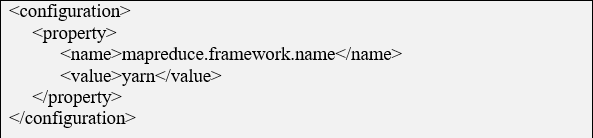 <configuration>
<property>
<name>mapreduce.framework.name</name>
<value>yarn</value>
</property>
</configuration>